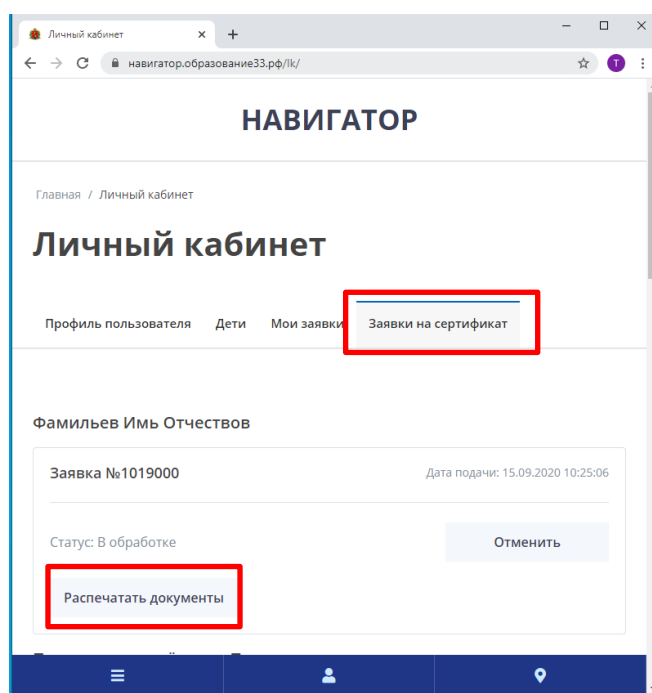 Личный кабинет
навигатор.образование33.рф/lk/
Т
НАВИГАТОР
Главная / Личный кабинет
Личный кабинет
Профиль пользователя Дети Мои заявки Заявки на сертификат
Фамильев Имь Отчествов
Заявка №1019000 Дата подачи: 15.09.2020 10:25:06
Статус: В обработке Отменить
Распечатать документы